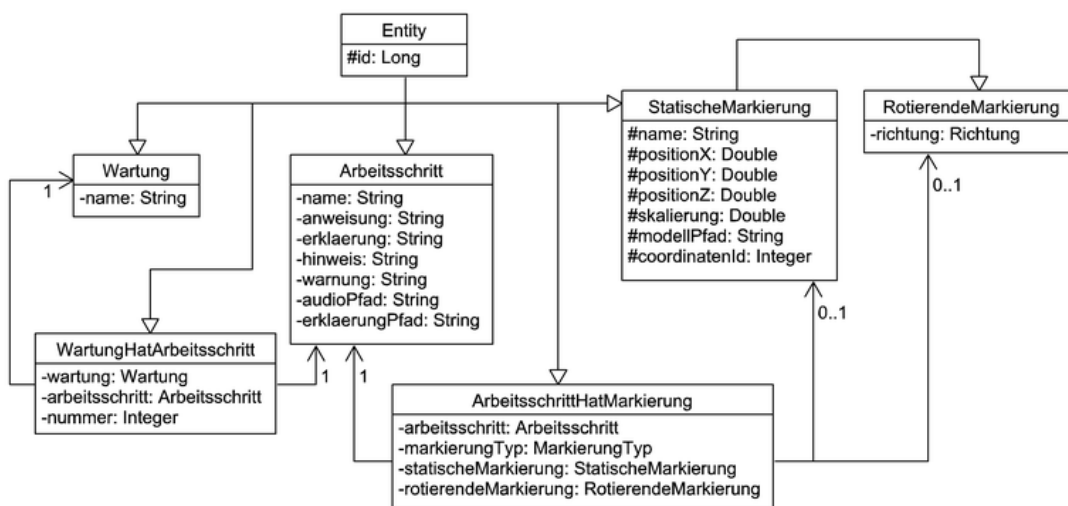 Entity
#id: Long
StatischeMarkierung
#name: String
#positionX: Double
#positionY: Double
#positionZ: Double
#skalierung: Double
#modellPfad: String
#coordinatenId: Integer
RotierendeMarkierung
-richtung: Richtung
Wartung
-name: String
1
Arbeitsschritt
-name: String
-anweisung: String
-erklaerung: String
-hinweis: String
-warnung: String
-audioPfad: String
-erklaerungPfad: String
0..1
0..1
WartungHatArbeitsschritt
-wartung: Wartung
-arbeitsschritt: Arbeitsschritt
-nummer: Integer
1
1
ArbeitsschrittHatMarkierung
-arbeitsschritt: Arbeitsschritt
-markierungTyp: MarkierungTyp
-statischeMarkierung: StatischeMarkierung
-rotierendeMarkierung: RotierendeMarkierung